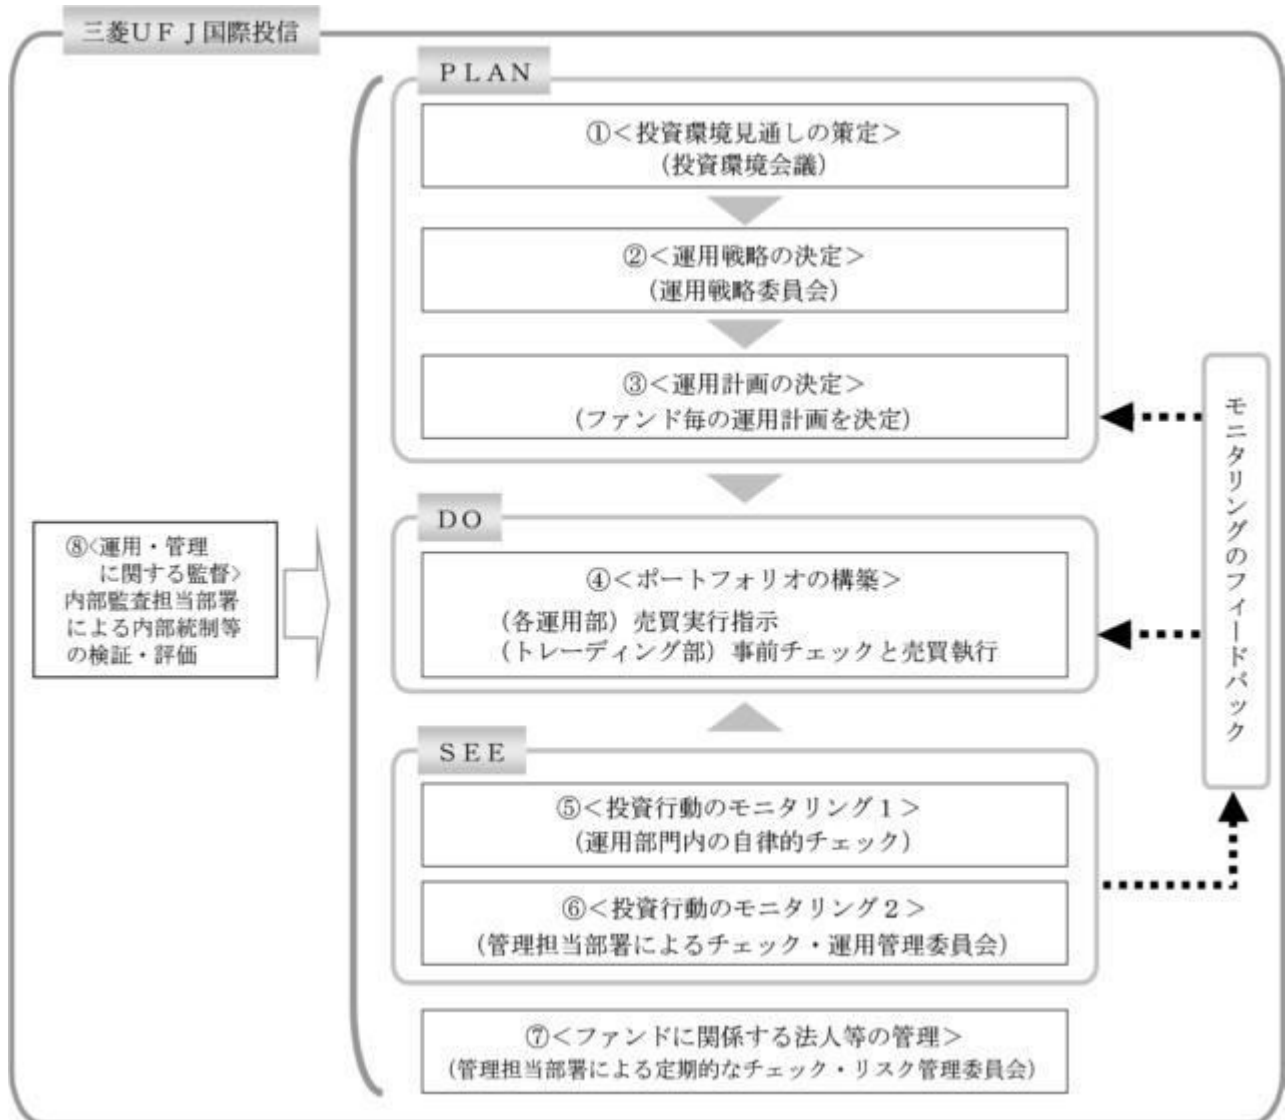 三菱ＵＦＪ国際投信
ＰＬＡＮ
①＜投資環境見通しの策定＞
（投資環境会議）
②＜運用戦略の決定＞
（運用戦略委員会）
③＜運用計画の決定＞
（ファンド毎の運用計画を決定）
ＤＯ
④＜ポートフォリオの構築＞
（各運用部）売買実行指示
（トレーディング部）事前チェックと売買執行
ＳＥＥ
⑤＜投資行動のモニタリング１＞
（運用部門内の自律的チェック）
⑥＜投資行動のモニタリング２＞
（管理担当部署によるチェック・運用管理委員会）
⑦＜ファンドに関係する法人等の管理＞
（管理担当部署による定期的なチェック・リスク管理委員会）
⑧<運用・管理
に関する監督>
内部監査担当部署
による内部統制等
の検証・評価
モニタリングのフィードバック